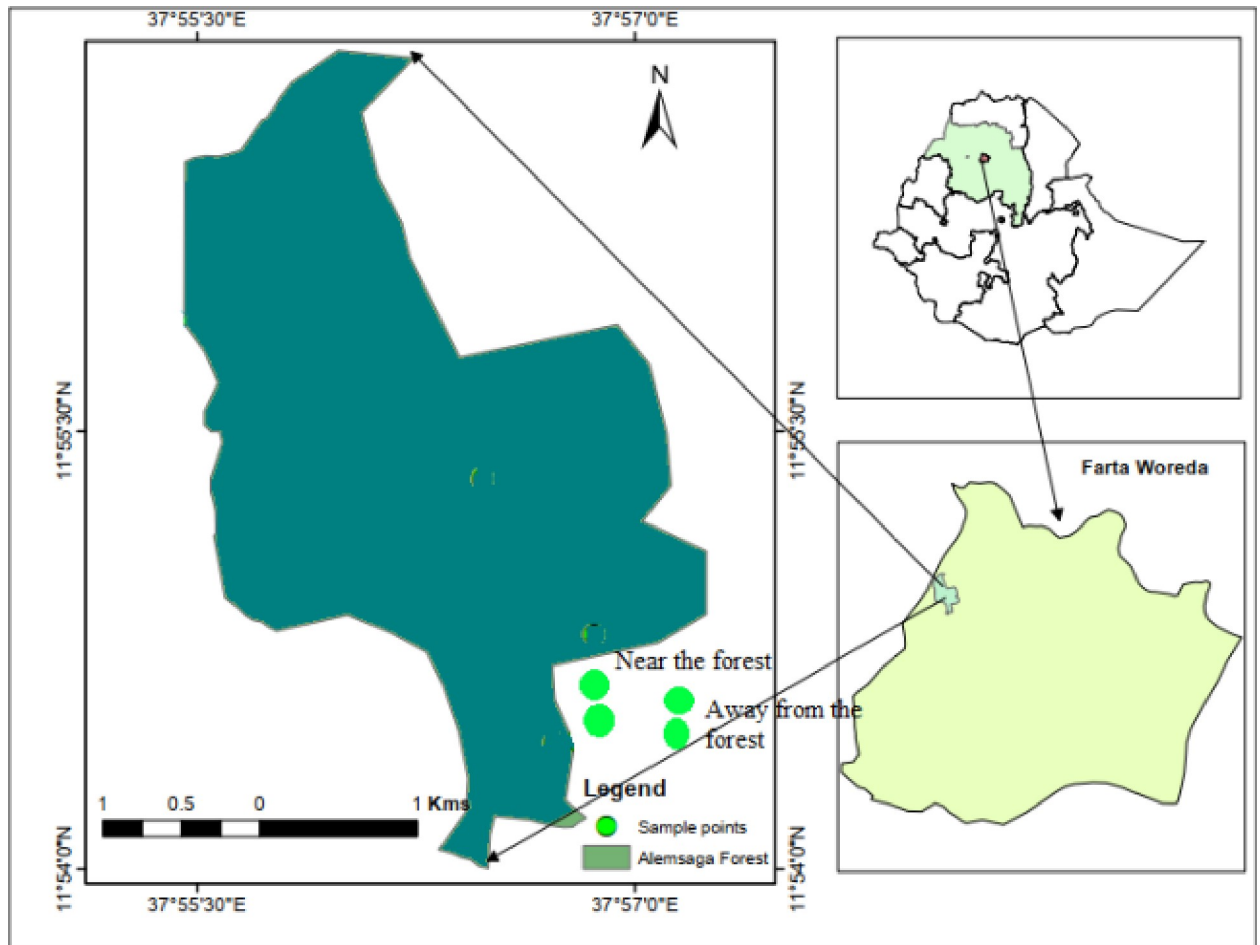 37°55'30"E
37°57'0"E
N
11°55'30"N
11°55'30"N
Farta Woreda
Near the forest
Away from the
forest
Legend
1 0.5 0 1 Kms
Sample points
Alemsaga Forest
11°54'0"N
11°54'0"N
37°55'30"E
37°57'0"E